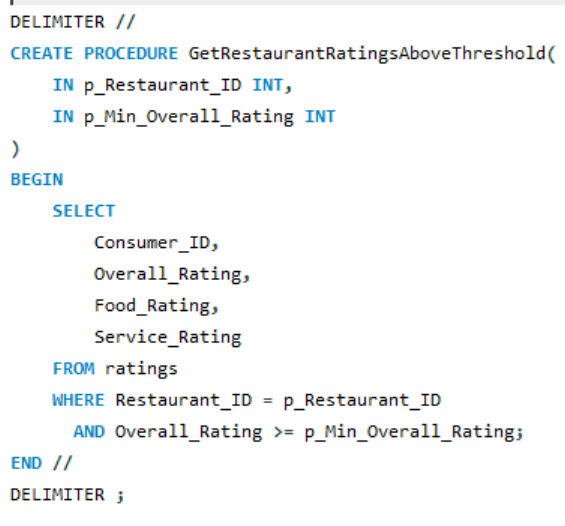 DELIMITER //
CREATE PROCEDURE GetRestaurantRatingsAboveThreshold(
    IN p_Restaurant_ID INT,
    IN p_Min_Overall_Rating INT
)
BEGIN
    SELECT
        Consumer_ID,
        Overall_Rating,
        Food_Rating,
        Service_Rating
    FROM ratings
    WHERE Restaurant_ID = p_Restaurant_ID
      AND Overall_Rating >= p_Min_Overall_Rating;
END //
DELIMITER ;